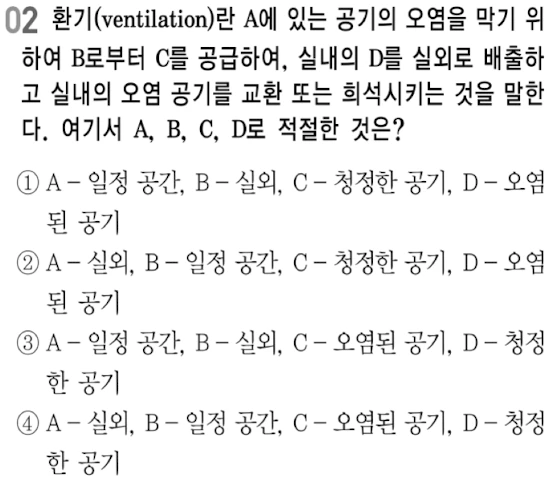 02 환기(ventilation)란 A에 있는 공기의 오염을 막기 위
하여 B로부터 C를 공급하여, 실내의 D를 실외로 배출하
고 실내의 오염 공기를 교환 또는 희석시키는 것을 말한
다. 여기서 A, B, C, D로 적절한 것은?
① A – 일정 공간, B – 실외, C – 청정한 공기, D – 오염
된 공기
② A – 실외, B – 일정 공간, C – 청정한 공기, D – 오염
된 공기
③ A – 일정 공간, B – 실외, C – 오염된 공기, D – 청정
한 공기
④ A – 실외, B – 일정 공간, C – 오염된 공기, D – 청정
한 공기